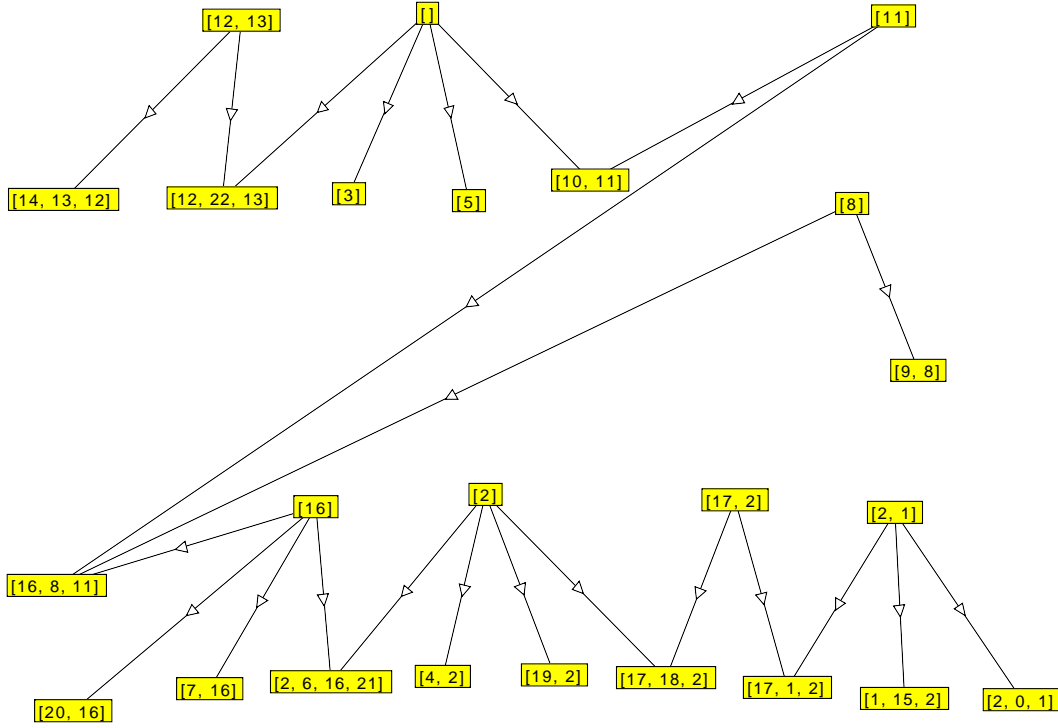 [12, 13]
[]
[11]
[14, 13, 12]
[12, 22, 13]
[3]
[5]
[10, 11]
[8]
[9, 8]
[16]
[2]
[17, 2]
[2, 1]
[16, 8, 11]
[20, 16]
[7, 16]
[2, 6, 16, 21]
[4, 2]
[19, 2]
[17, 18, 2]
[17, 1, 2]
[1, 15, 2]
[2, 0, 1]